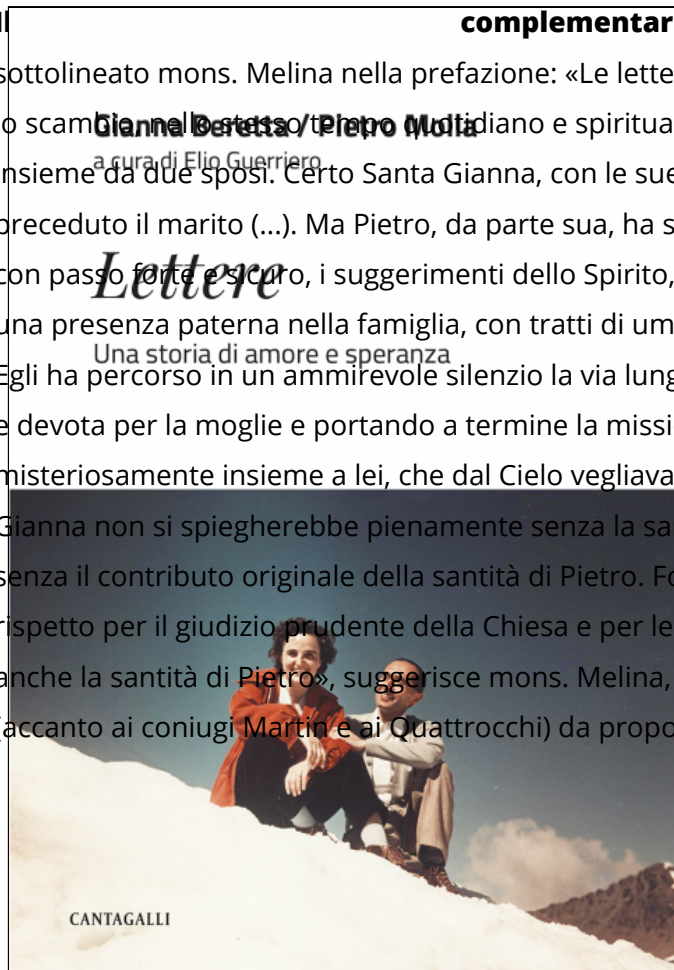 Il complementar
sottolineato mons. Melina nella prefazione: «Le lette
o scambio, nello stesso tempo quotidiano e spiritua
Gianna Beretta / Pietro Molla
a cura di Elio Guerriero
insieme da due sposi. Certo Santa Gianna, con le sue
preceduto il marito (...). Ma Pietro, da parte sua, ha s
con passo forte e sicuro, i suggerimenti dello Spirito,
Lettere
una presenza paterna nella famiglia, con tratti di um
Una storia di amore e speranza
Egli ha percorso in un ammirevole silenzio la via lung
e devota per la moglie e portando a termine la missi
misteriosamente insieme a lei, che dal Cielo vegliava
Gianna non si spiegherebbe pienamente senza la sa
senza il contributo originale della santità di Pietro. Fo
rispetto per il giudizio prudente della Chiesa e per le
anche la santità di Pietro», suggerisce mons. Melina,
(accanto ai coniugi Martin e ai Quattrocchi) da propo
CANTAGALLI